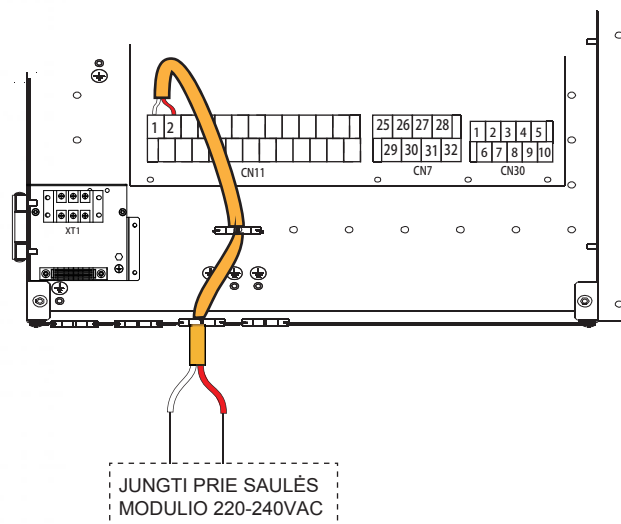 1 2
25 26 27 28
29 30 31 32
1 2 3 4 5
6 7 8 9 10
CN11
CN7
CN30
XT1
JUNGTI PRIE SAULĖS
MODULIO 220-240VAC